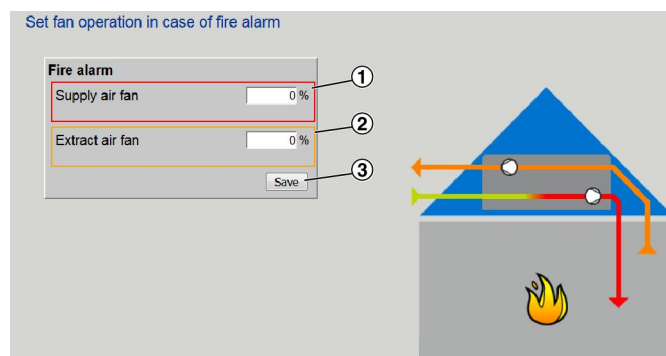 Set fan operation in case of fire alarm
Fire alarm
1
Supply air fan 0 %
2
Extract air fan 0 %
3
Save